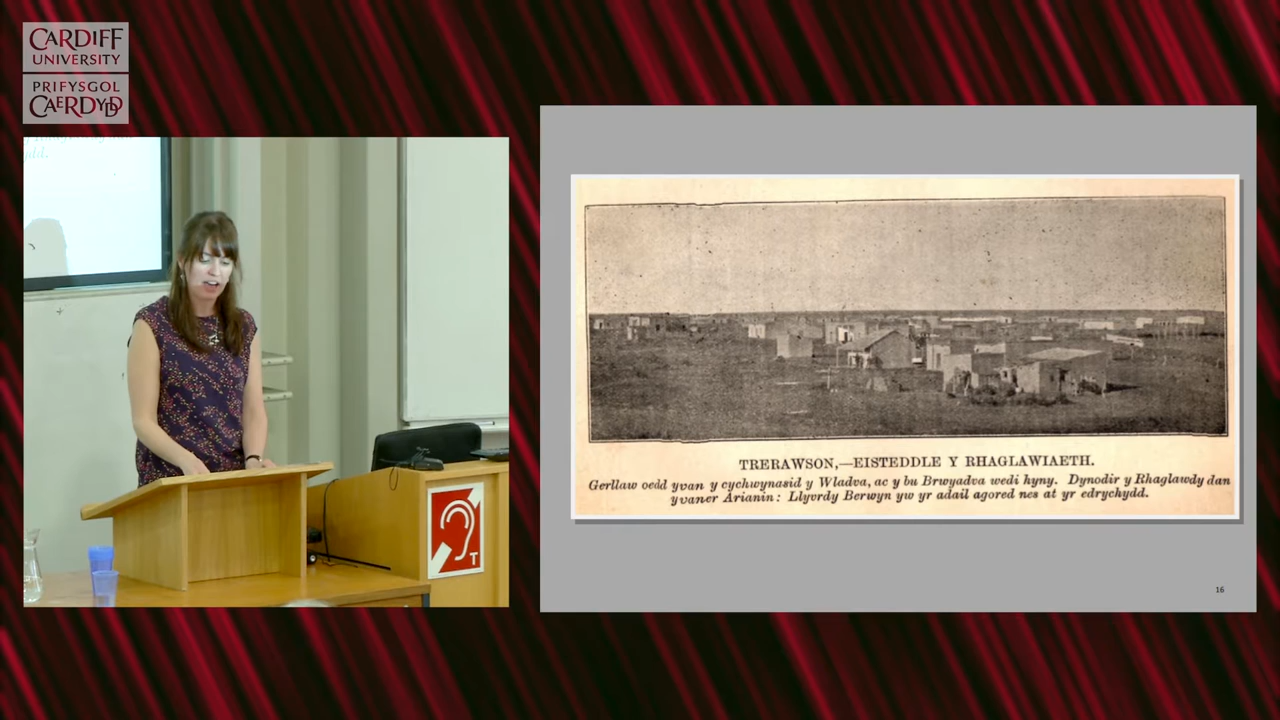 CARDIFF
UNIVERSITY
PRIFYSGOL
CAERDYDD
TRERAWSON,—EISTEDDLE Y RHAGLAWIAETH.
Gerllaw oedd yvan y cychwynasid y Wladva, ac y bu Brwyadva wedi hyny. Dynodir y Rhaglawdy dan
yvaner Arianin: Llyvrdy Berwyn yw yr adail agored nes at yr edrychydd.
T
16